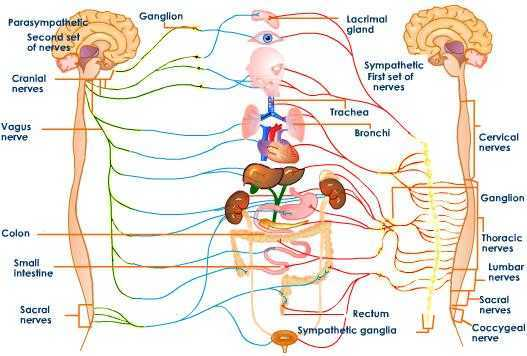 Parasympathetic
Second set
of nerves
Cranial
nerves
Vagus
nerve
Colon
Small
intestine
Sacral
nerves
Ganglion
Lacrimal
gland
Sympathetic
First set of
nerves
Trachea
Bronchi
Cervical
nerves
Ganglion
Thoracic
nerves
Lumbar
nerves
Sacral
nerves
Coccygeal
nerve
Rectum
Sympathetic ganglia